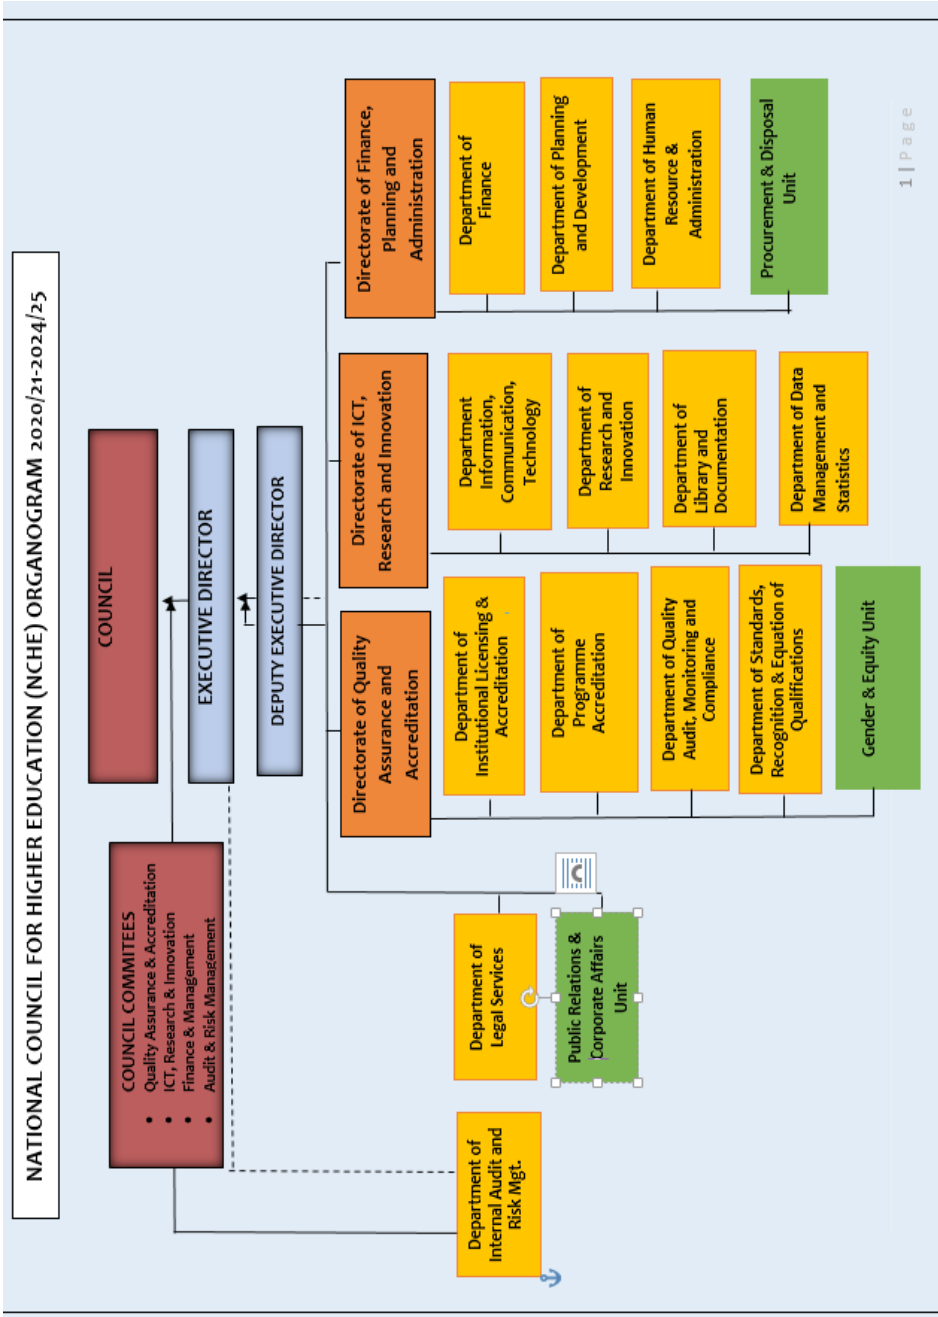 NATIONAL COUNCIL FOR HIGHER EDUCATION (NCHE) ORGANOGRAM 2020/21-2024/25
COUNCIL
COUNCIL COMMITEES
• Quality Assurance & Accreditation
• ICT, Research & Innovation
• Finance & Management
• Audit & Risk Management
EXECUTIVE DIRECTOR
DEPUTY EXECUTIVE DIRECTOR
Directorate of Quality
Assurance and
Accreditation
Directorate of ICT,
Research and Innovation
Directorate of Finance,
Planning and
Administration
Department of
Internal Audit and
Risk Mgt.
Department of
Legal Services
Public Relations &
Corporate Affairs
Unit
Department of
Institutional Licensing &
Accreditation
Department of
Programme
Accreditation
Department of Quality
Audit, Monitoring and
Compliance
Department of Standards,
Recognition & Equation of
Qualifications
Gender & Equity Unit
Department
Information,
Communication,
Technology
Department of
Research and
Innovation
Department of
Library and
Documentation
Department of Data
Management and
Statistics
Department of
Finance
Department of Planning
and Development
Department of Human
Resource &
Administration
Procurement & Disposal
Unit
1 | Page